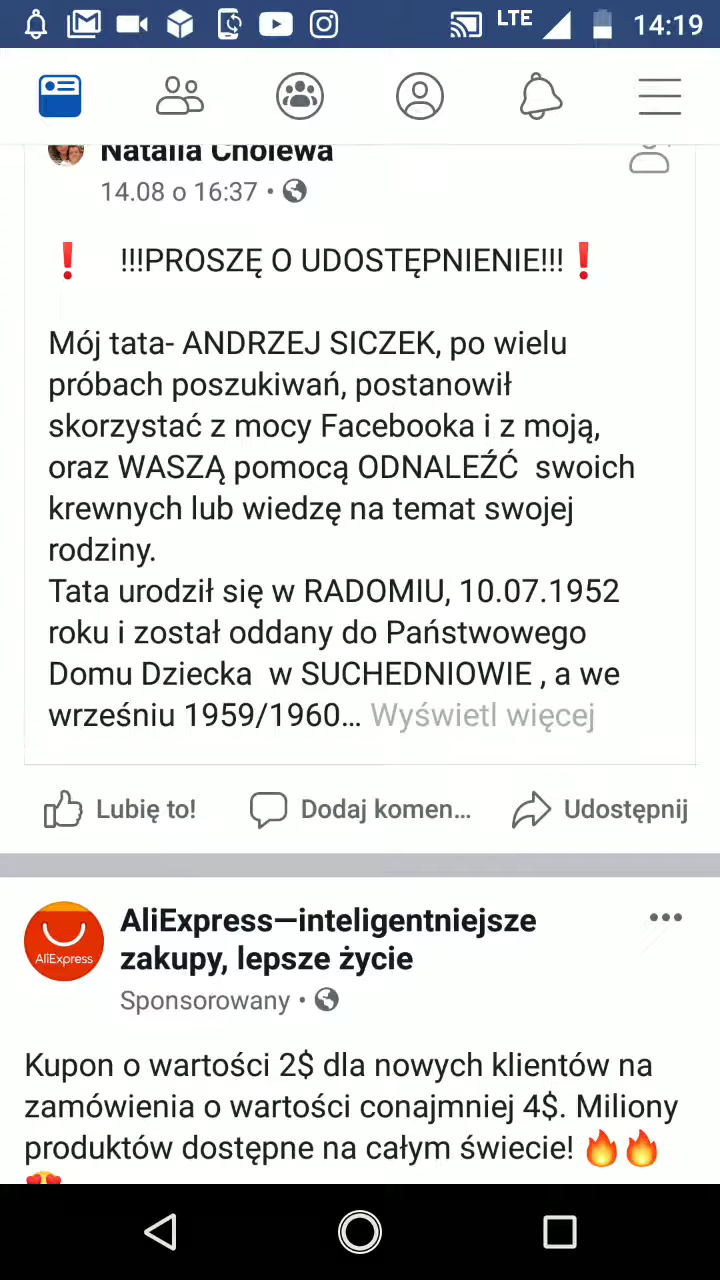 LTE 14:19
Natalia Cholewa
14.08 o 16:37 •
❗ !!!PROSZĘ O UDOSTĘPNIENIE!!!❗
Mój tata- ANDRZEJ SICZEK, po wielu
próbach poszukiwań, postanowił
skorzystać z mocy Facebooka i z moją,
oraz WASZĄ pomocą ODNALEŹĆ swoich
krewnych lub wiedzę na temat swojej
rodziny.
Tata urodził się w RADOMIU, 10.07.1952
roku i został oddany do Państwowego
Domu Dziecka w SUCHEDNIOWIE , a we
wrześniu 1959/1960... Wyświetl więcej
Lubię to! Dodaj komen... Udostępnij
AliExpress
AliExpress—inteligentniejsze
zakupy, lepsze życie
Sponsorowany •
Kupon o wartości 2$ dla nowych klientów na
zamówienia o wartości conajmniej 4$. Miliony
produktów dostępne na całym świecie! 🔥🔥